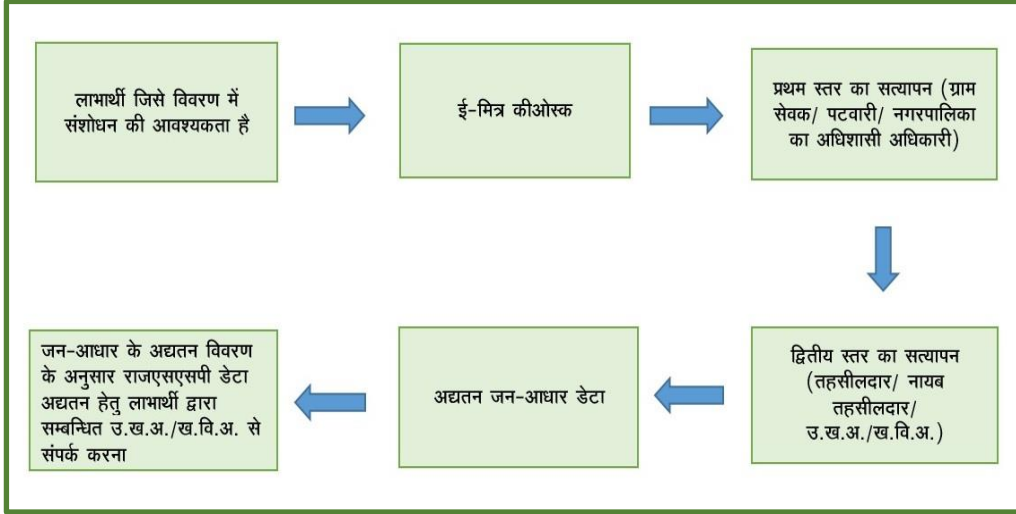 लाभार्थी जिसे विवरण में
संशोधन की आवश्यकता है
ई-मित्र कीओस्क
प्रथम स्तर का सत्यापन (ग्राम
सेवक/ पटवारी/ नगरपालिका
का अधिशासी अधिकारी)
द्वितीय स्तर का सत्यापन
(तहसीलदार/ नायब
तहसीलदार/
उ.ख.अ./ख.वि.अ.)
अद्यतन जन-आधार डेटा
जन-आधार के अद्यतन विवरण
के अनुसार राजएसएसपी डेटा
अद्यतन हेतु लाभार्थी द्वारा
सम्बन्धित उ.ख.अ./ख.वि.अ. से
संपर्क करना